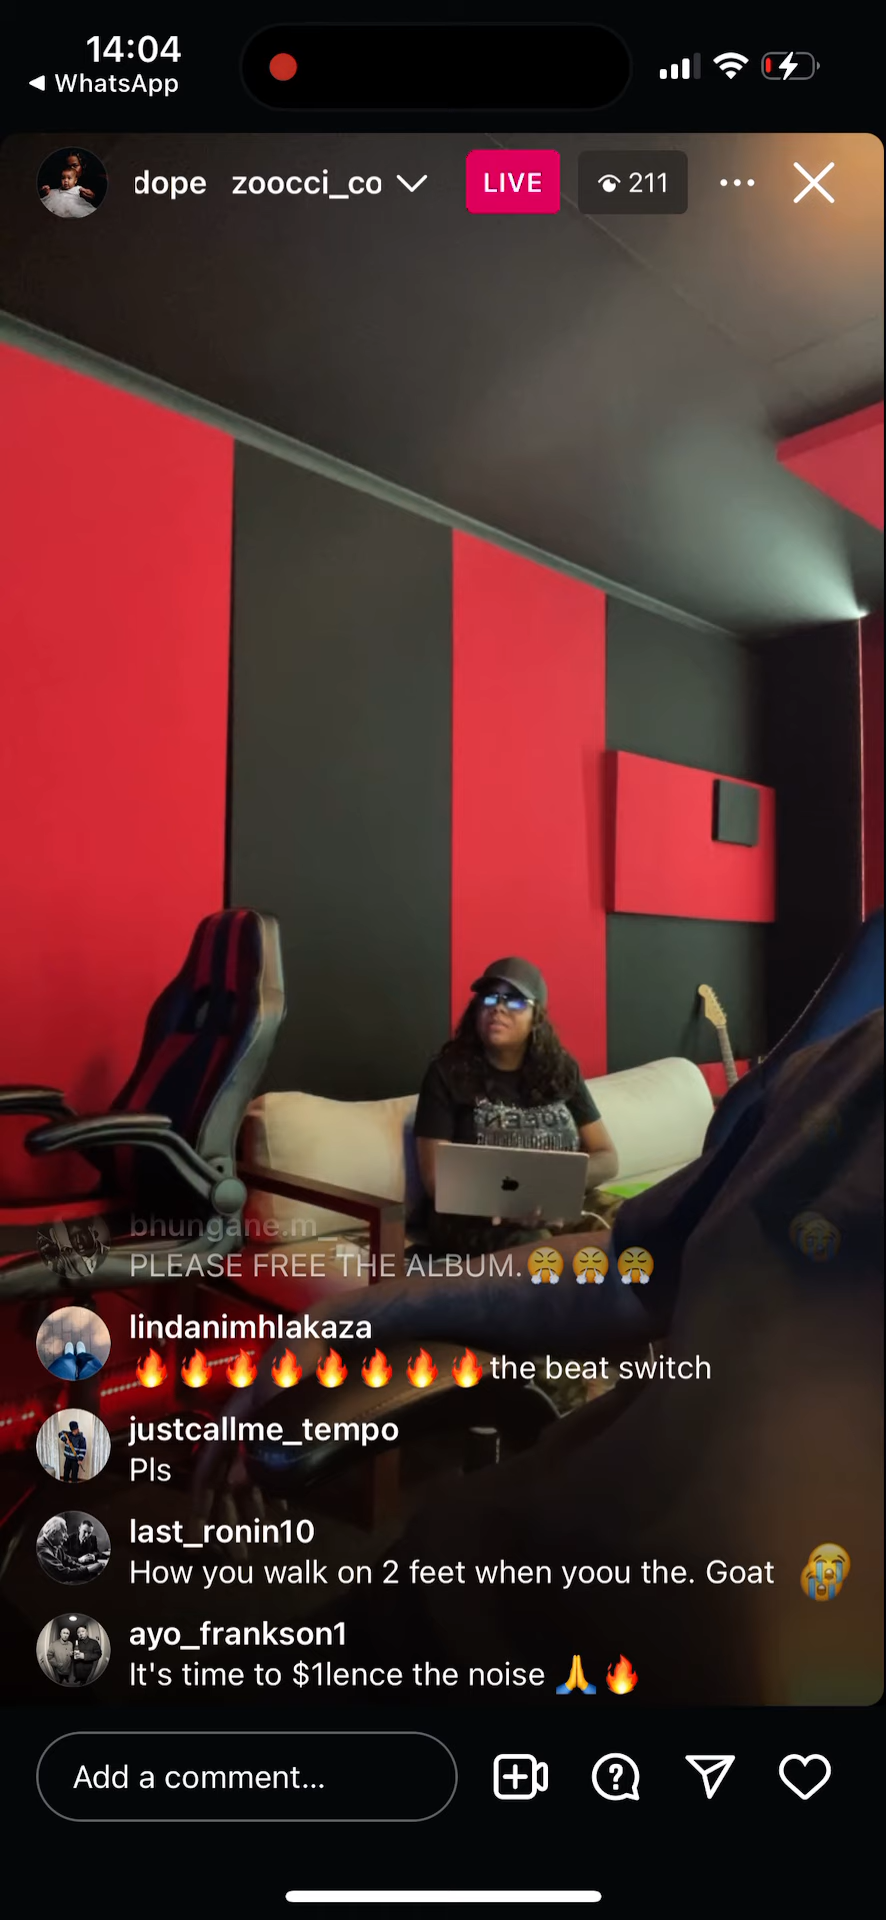 14:04
WhatsApp
dope zoocci_co
LIVE
211
bhungane.m_
PLEASE FREE THE ALBUM.😤😤😤
lindanimhlakaza
🔥🔥🔥🔥🔥🔥🔥🔥the beat switch
justcallme_tempo
Pls
last_ronin10
How you walk on 2 feet when yoou the. Goat
ayo_frankson1
It's time to $1lence the noise 🙏🔥
Add a comment...